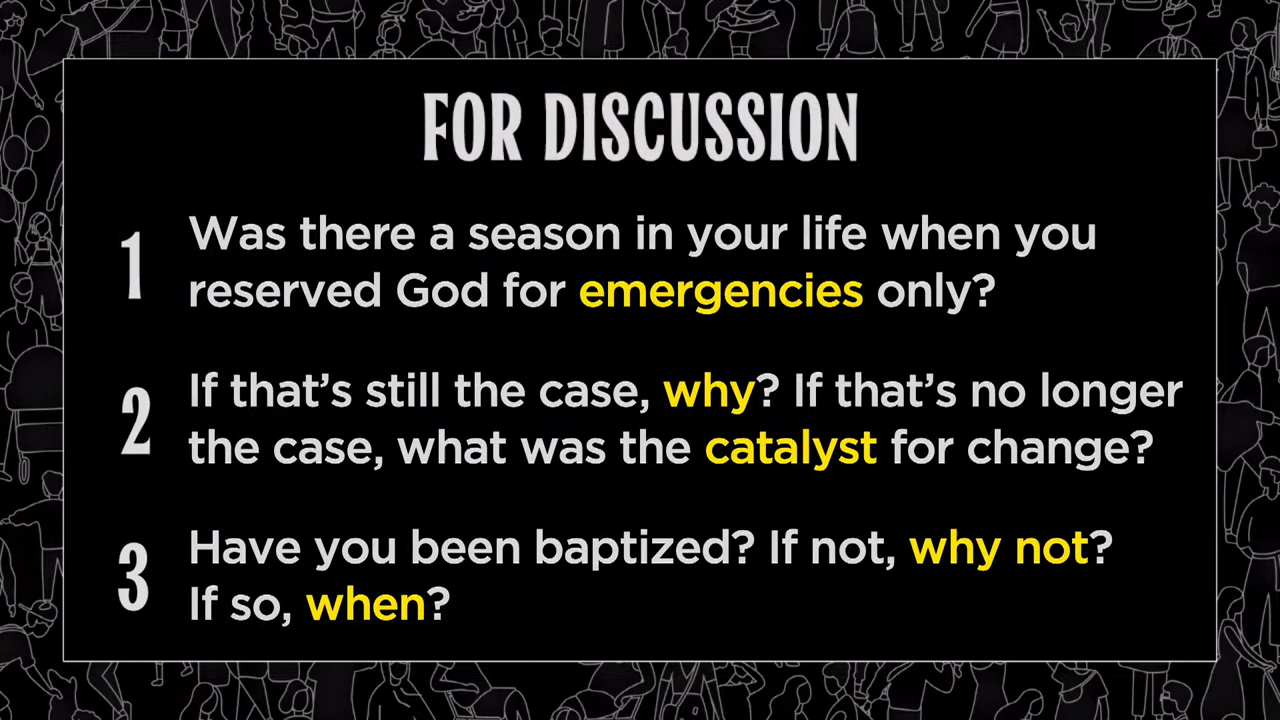 FOR DISCUSSION
1 Was there a season in your life when you
reserved God for emergencies only?
2 If that’s still the case, why? If that’s no longer
the case, what was the catalyst for change?
3 Have you been baptized? If not, why not?
If so, when?